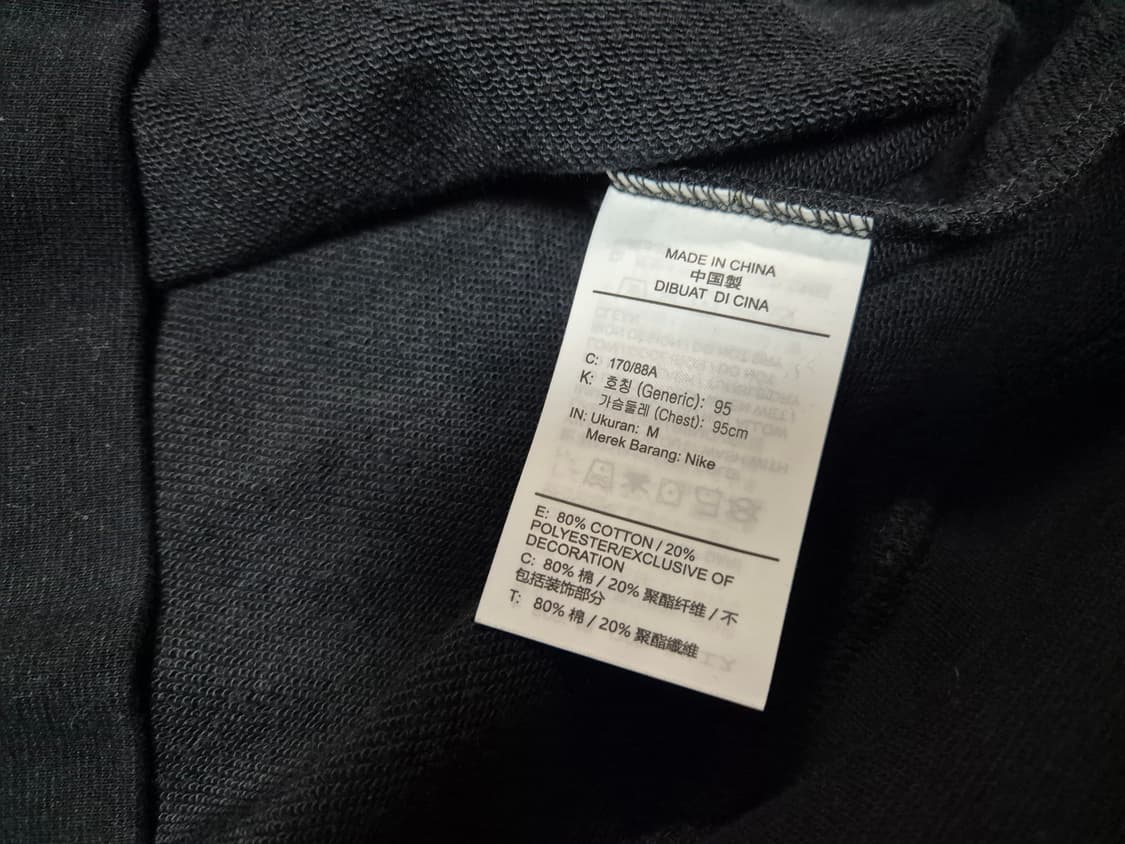 MADE IN CHINA
中国製
DIBUAT DI CINA
C: 170/88A
K: 호칭 (Generic): 95
가슴둘레 (Chest): 95cm
IN: Ukuran: M
Merek Barang: Nike
E: 80% COTTON / 20%
POLYESTER/EXCLUSIVE OF
DECORATION
C: 80% 棉 / 20% 聚酯纤维 / 不
包括装饰部分
T: 80% 棉 / 20% 聚酯纖維